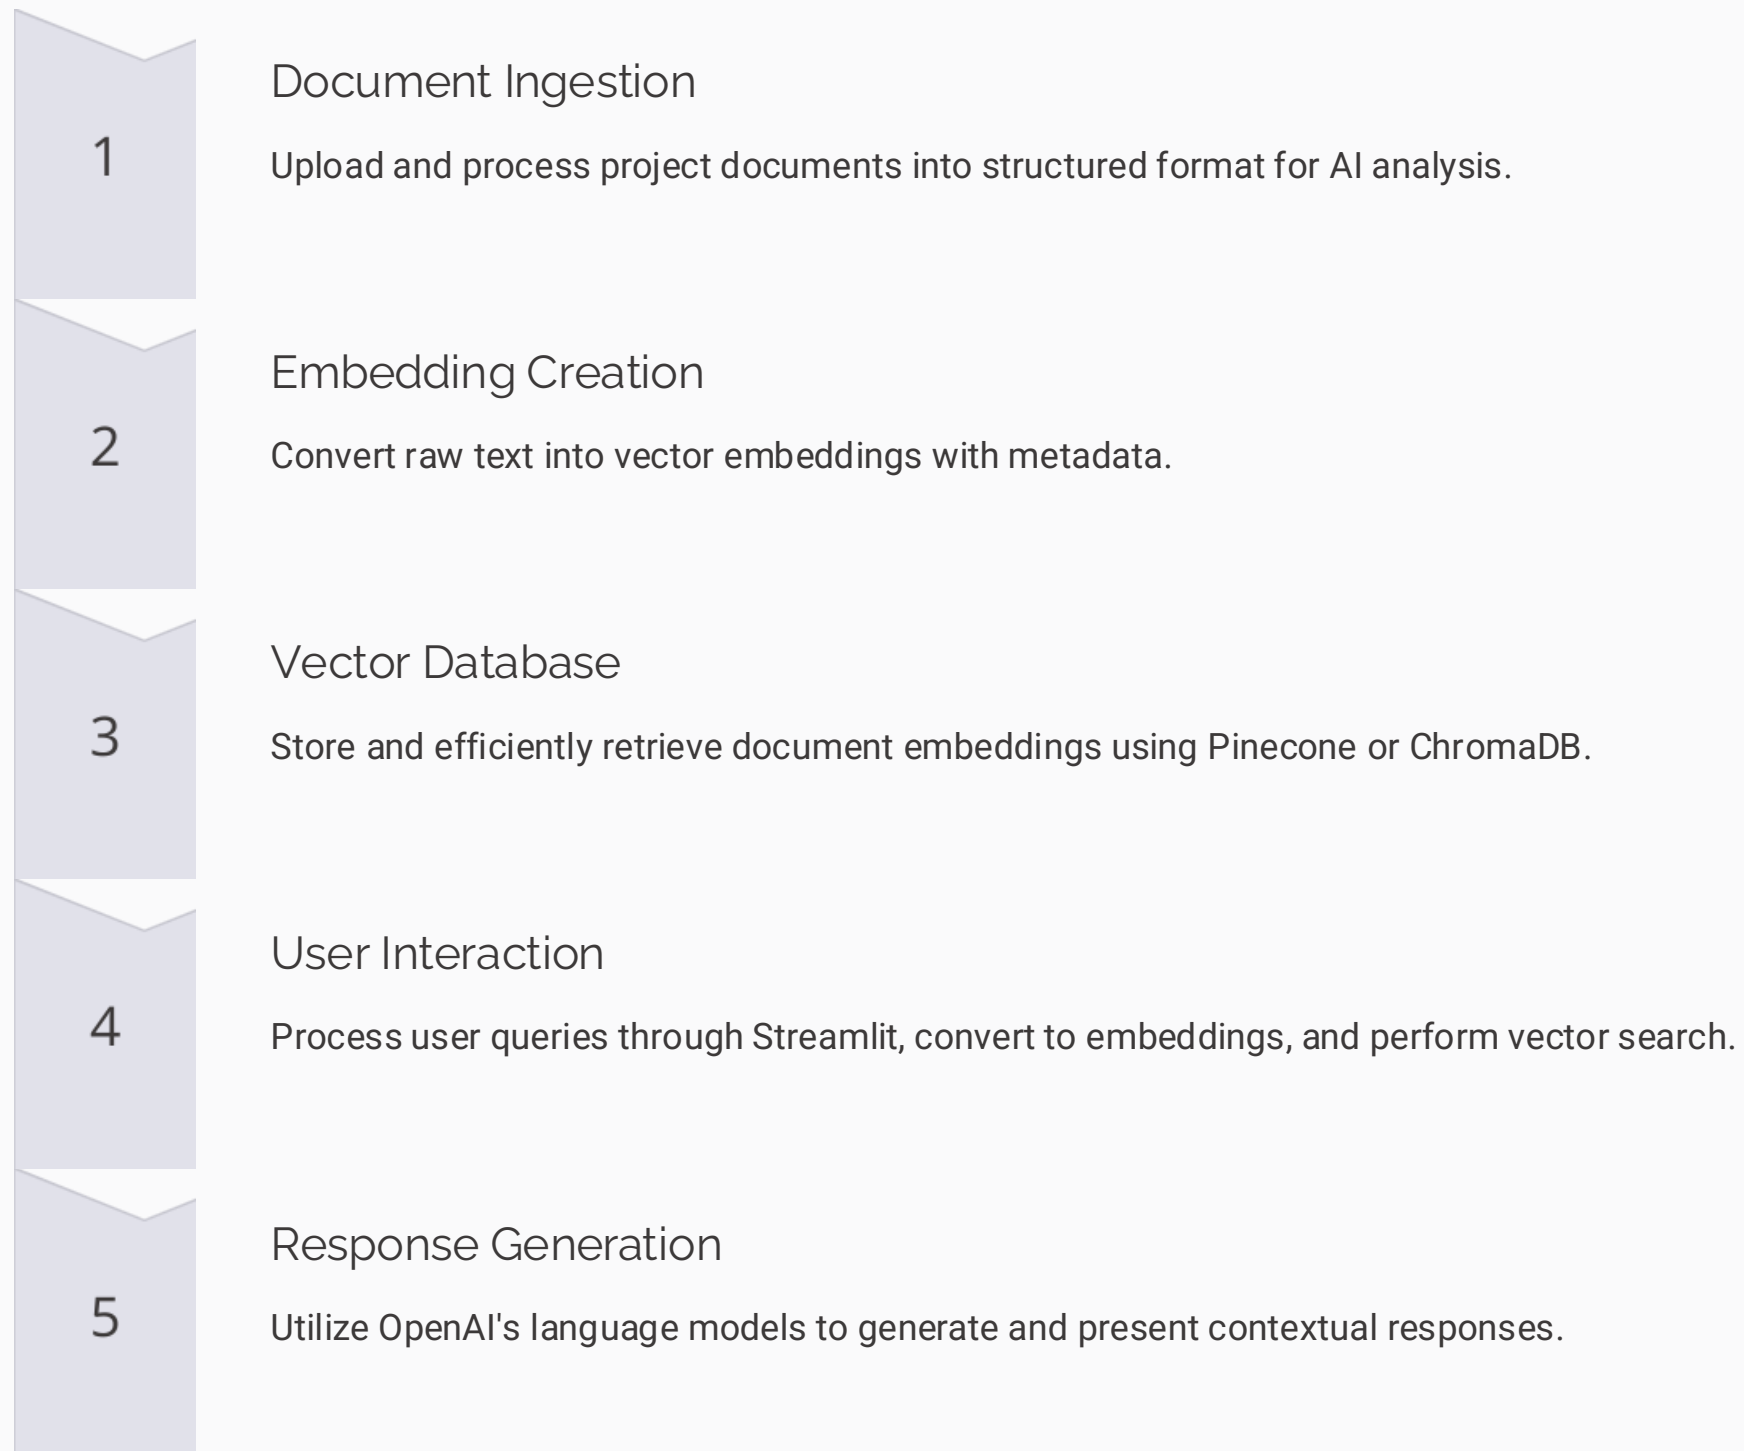 1
Document Ingestion
Upload and process project documents into structured format for AI analysis.
2
Embedding Creation
Convert raw text into vector embeddings with metadata.
3
Vector Database
Store and efficiently retrieve document embeddings using Pinecone or ChromaDB.
4
User Interaction
Process user queries through Streamlit, convert to embeddings, and perform vector search.
5
Response Generation
Utilize OpenAI's language models to generate and present contextual responses.